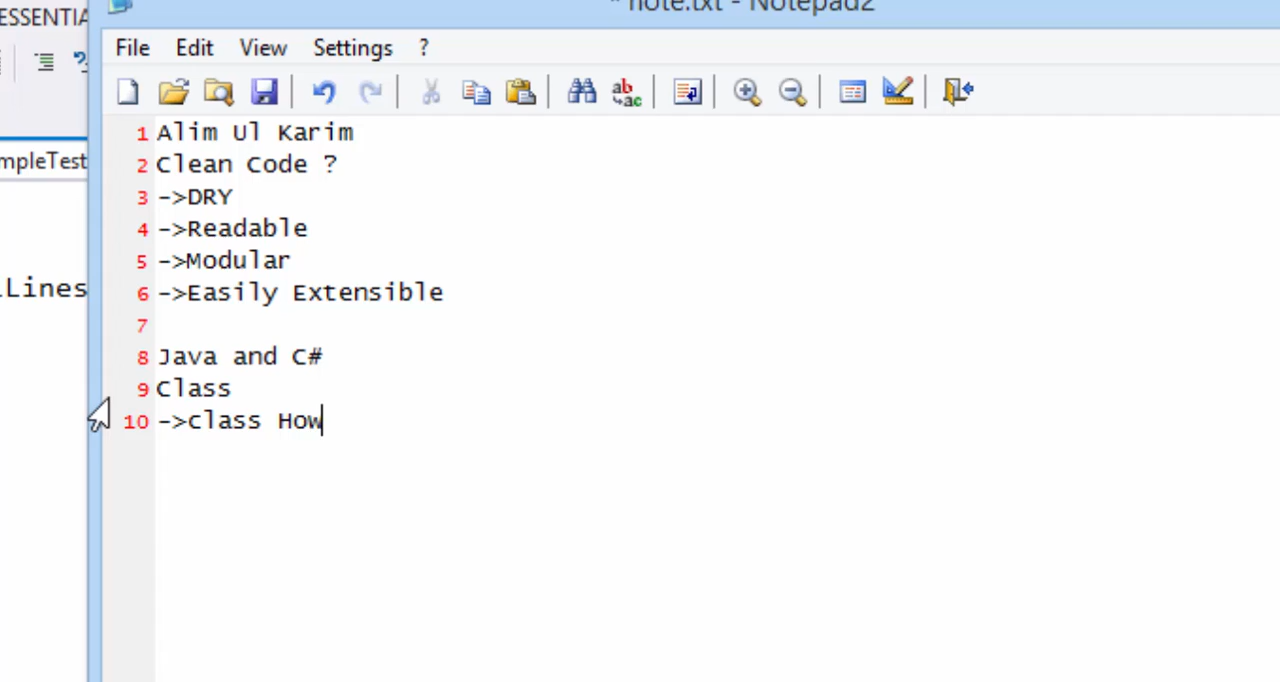 * note.txt - Notepad2
ESSENTIA
File Edit View Settings ?
mpleTest
Lines
1 Alim Ul Karim
2 Clean Code ?
3 ->DRY
4 ->Readable
5 ->Modular
6 ->Easily Extensible
7
8 Java and C#
9 Class
10 ->class How